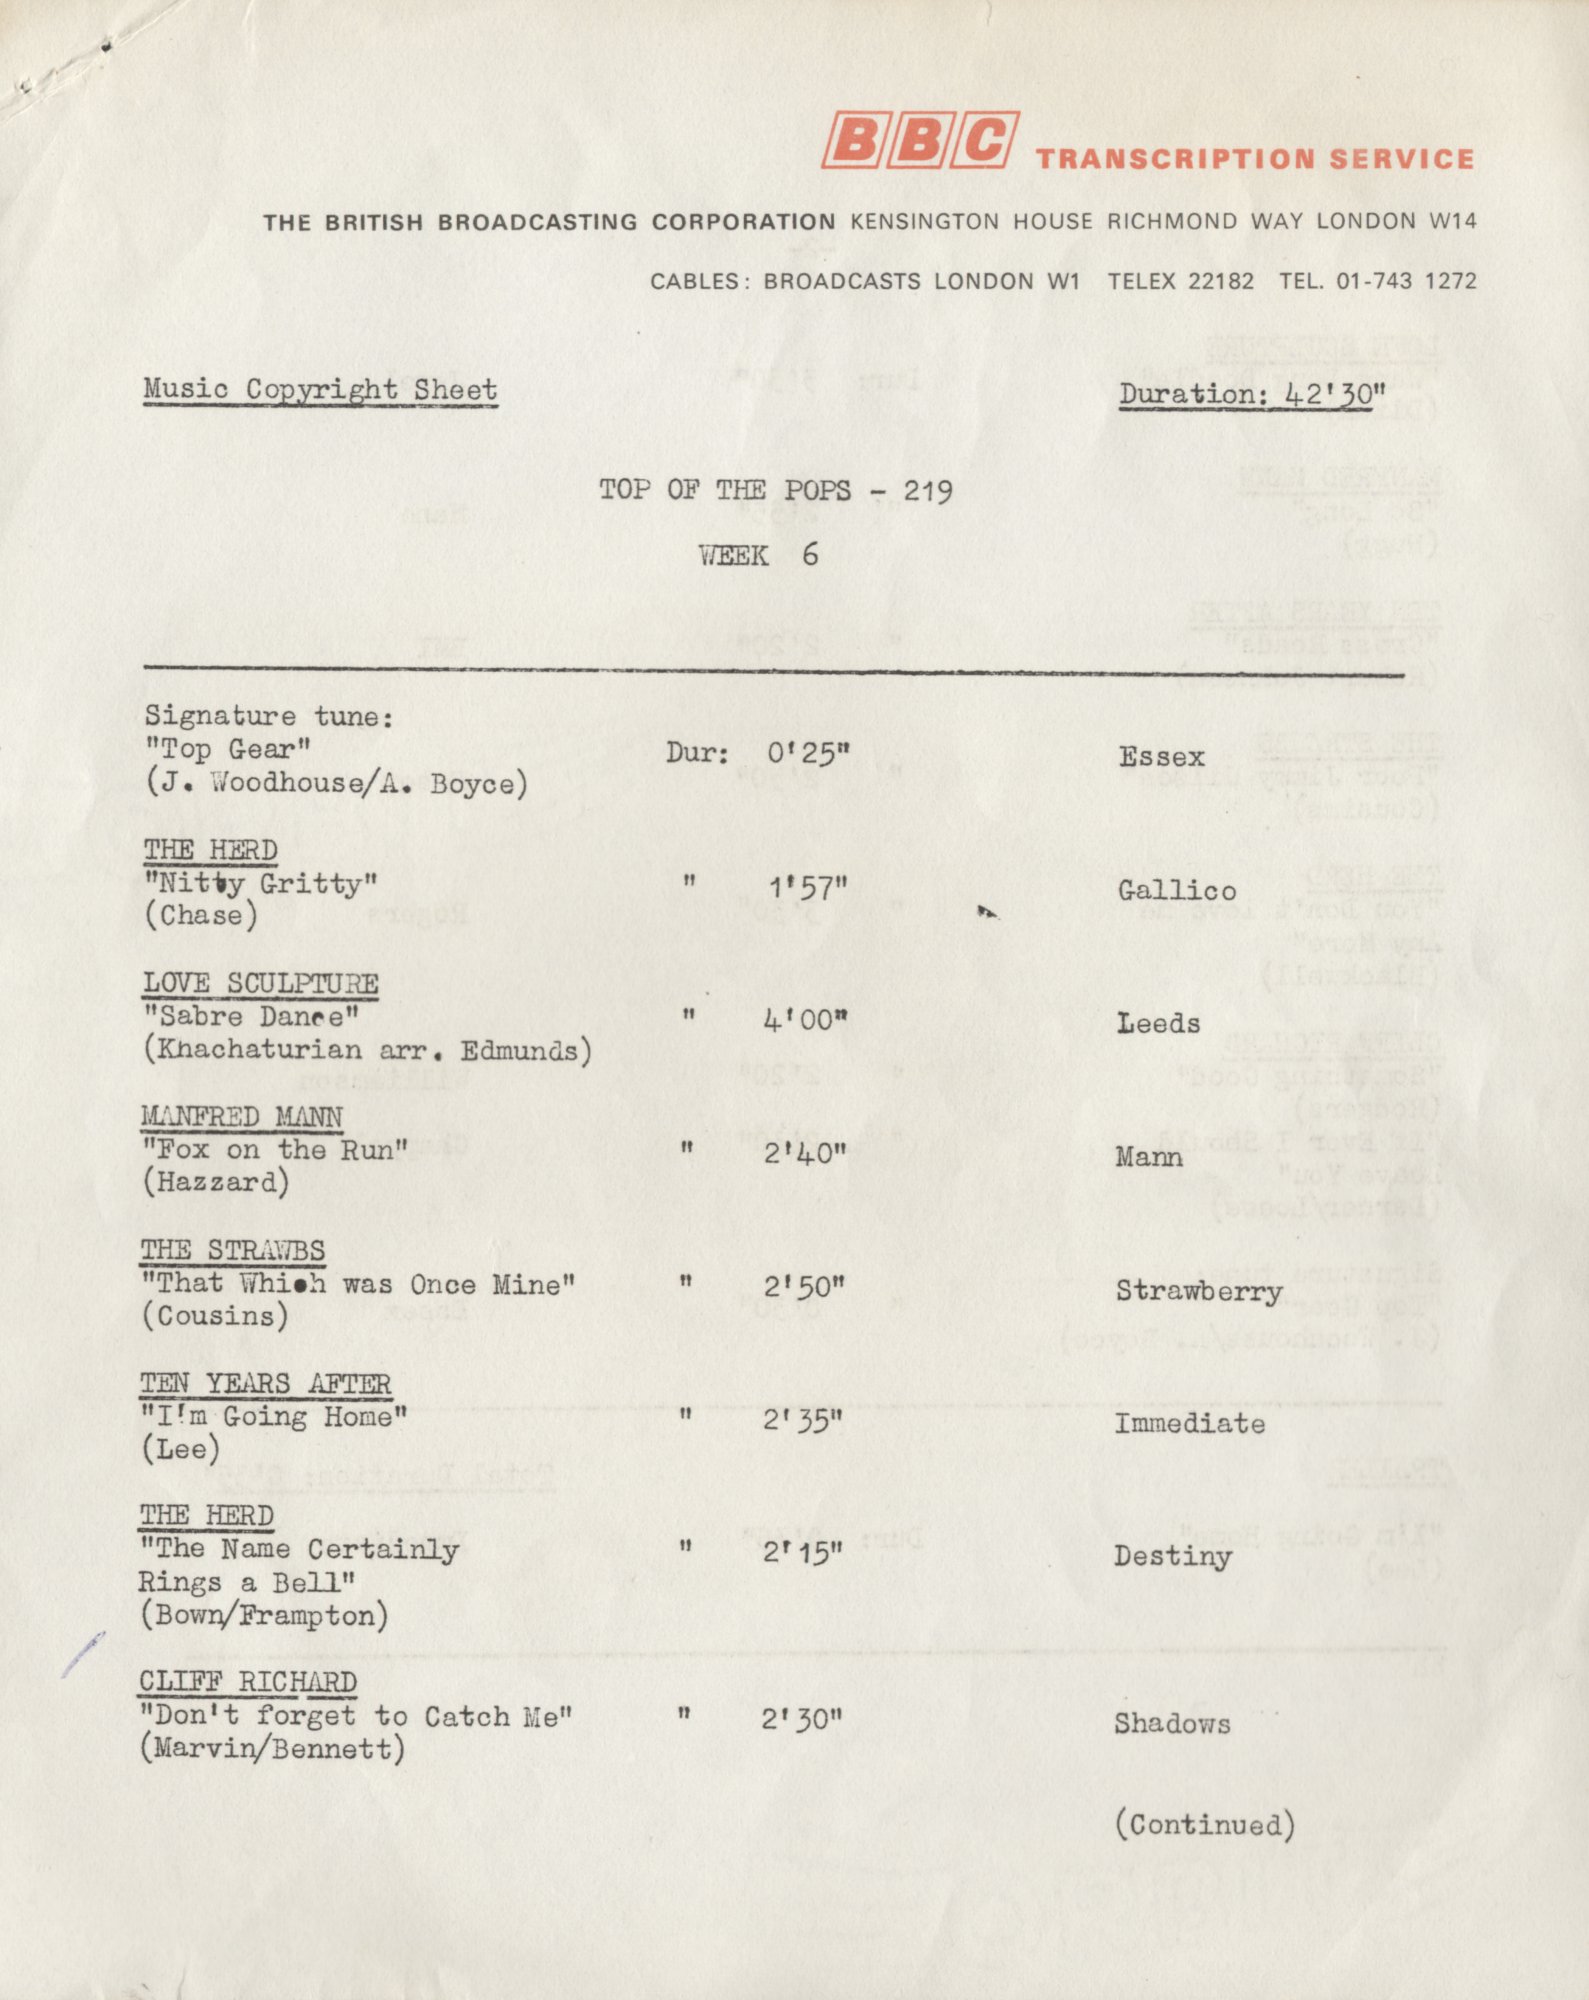 BBC TRANSCRIPTION SERVICE
THE BRITISH BROADCASTING CORPORATION KENSINGTON HOUSE RICHMOND WAY LONDON W14
CABLES: BROADCASTS LONDON W1 TELEX 22182 TEL. 01-743 1272
Music Copyright Sheet Duration: 42'30"
TOP OF THE POPS - 219
WEEK 6
Signature tune:
"Top Gear" Dur: 0'25" Essex
(J. Woodhouse/A. Boyce)
THE HERD
"Nitty Gritty" " 1'57" Gallico
(Chase)
LOVE SCULPTURE
"Sabre Dance" " 4'00" Leeds
(Khachaturian arr. Edmunds)
MANFRED MANN
"Fox on the Run" " 2'40" Mann
(Hazzard)
THE STRAWBS
"That Which was Once Mine" " 2'50" Strawberry
(Cousins)
TEN YEARS AFTER
"I'm Going Home" " 2'35" Immediate
(Lee)
THE HERD
"The Name Certainly " 2'15" Destiny
Rings a Bell"
(Bown/Frampton)
CLIFF RICHARD
"Don't forget to Catch Me" " 2'30" Shadows
(Marvin/Bennett)
(Continued)